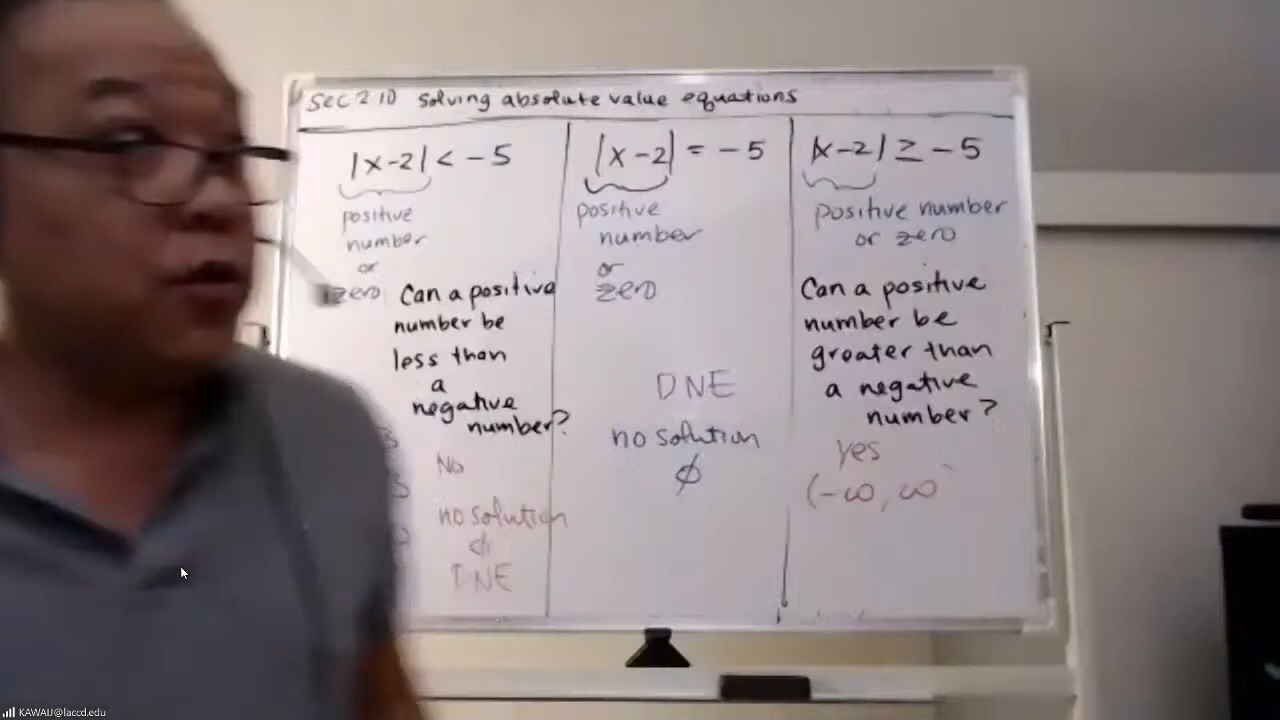 Sec 2 10 Solving absolute value equations
|x-2| < -5
positive
number
or
zero
Can a positive
number be
less than
a
negative
number?
No
no solution
ϕ
DNE
|x-2| = -5
positive
number
or
zero
DNE
no solution
ϕ
|x-2| ≥ -5
positive number
or zero
Can a positive
number be
greater than
a negative
number?
yes
(-∞, ∞
KAWAIJ@laccd.edu